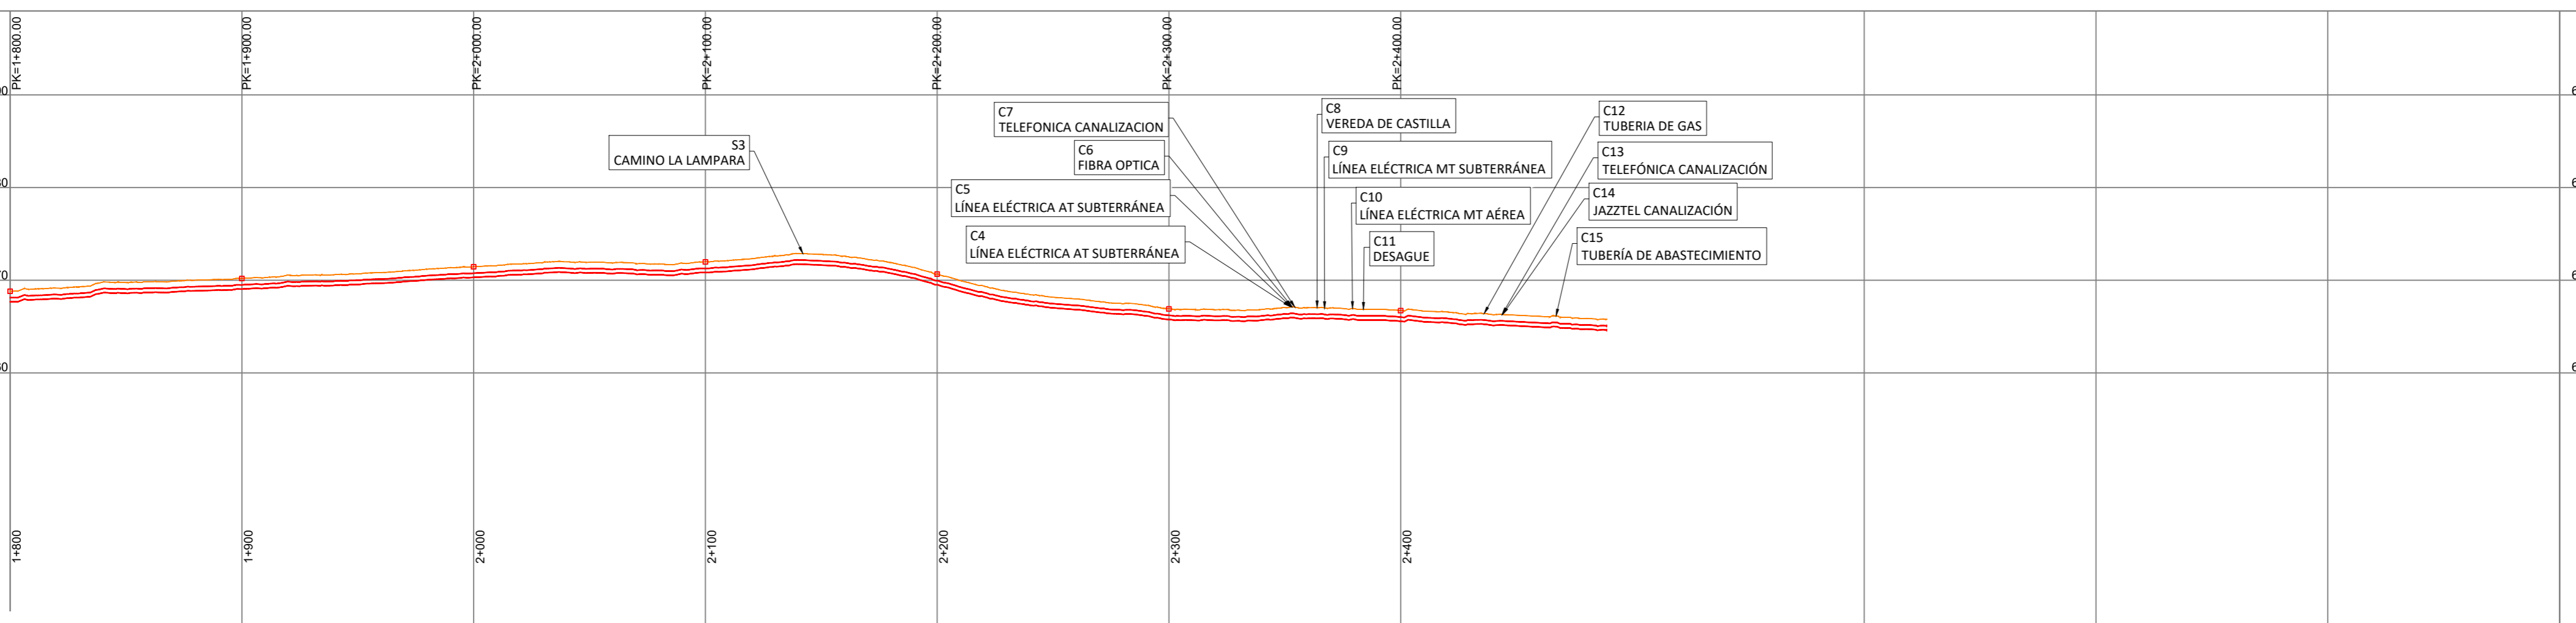 PK=1+800.00
PK=1+900.00
PK=2+000.00
PK=2+100.00
PK=2+200.00
PK=2+300.00
PK=2+400.00
S3
CAMINO LA LAMPARA
C7
TELEFONICA CANALIZACION
C6
FIBRA OPTICA
C5
LÍNEA ELÉCTRICA AT SUBTERRÁNEA
C4
LÍNEA ELÉCTRICA AT SUBTERRÁNEA
C8
VEREDA DE CASTILLA
C9
LÍNEA ELÉCTRICA MT SUBTERRÁNEA
C10
LÍNEA ELÉCTRICA MT AÉREA
C11
DESAGUE
C12
TUBERIA DE GAS
C13
TELEFÓNICA CANALIZACIÓN
C14
JAZZTEL CANALIZACIÓN
C15
TUBERÍA DE ABASTECIMIENTO
1+800
1+900
2+000
2+100
2+200
2+300
2+400